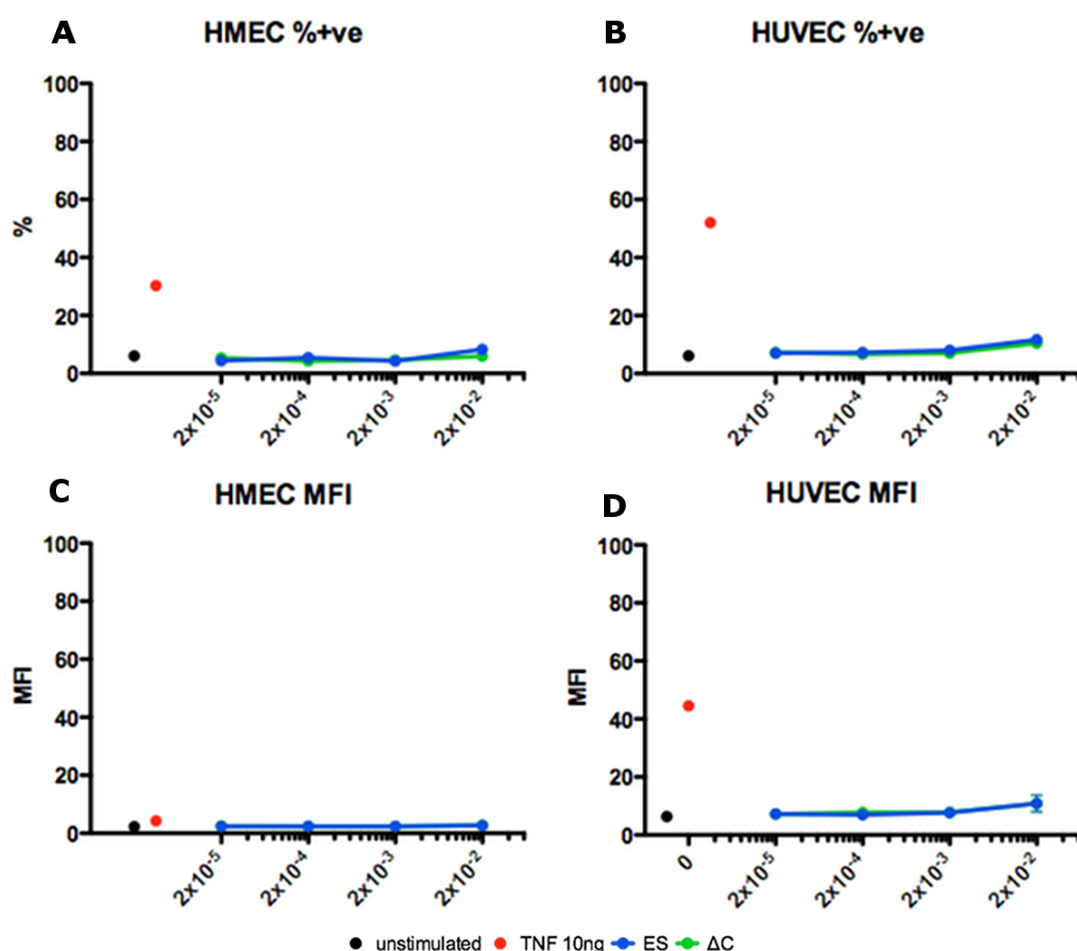 A HMEC %+ve
100
80
60
40
20
0
%
2x10-5 2x10-4 2x10-3 2x10-2
B HUVEC %+ve
100
80
60
40
20
0
2x10-5 2x10-4 2x10-3 2x10-2
C HMEC MFI
100
80
60
40
20
0
MFI
2x10-5 2x10-4 2x10-3 2x10-2
D HUVEC MFI
100
80
60
40
20
0
MFI
0 2x10-5 2x10-4 2x10-3 2x10-2
unstimulated TNF 10ng ES ΔC